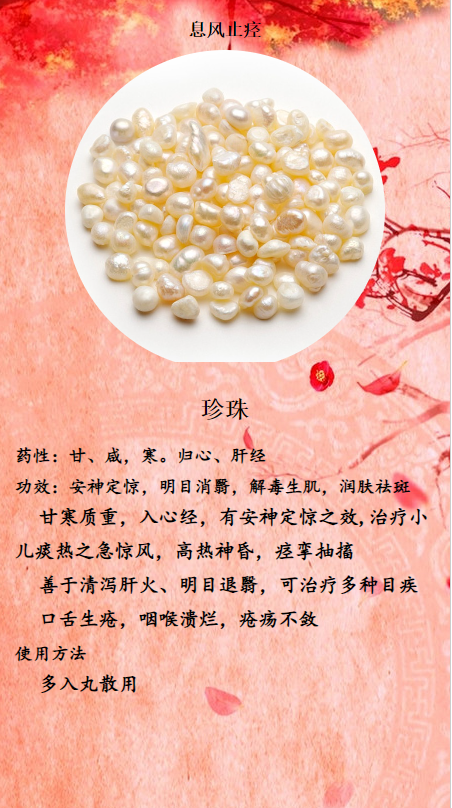 息风止痉
珍珠
药性：甘、咸，寒。归心、肝经
功效：安神定惊，明目消翳，解毒生肌，润肤祛斑
甘寒质重，入心经，有安神定惊之效,治疗小
儿痰热之急惊风，高热神昏，痉挛抽搐
善于清泻肝火、明目退翳，可治疗多种目疾
口舌生疮，咽喉溃烂，疮疡不敛
使用方法
多入丸散用